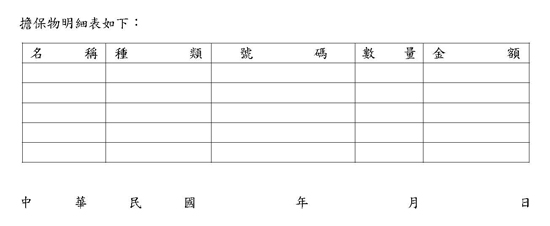 擔保物明細表如下：
名稱 種類 號碼 數量 金額
中華民國 年 月 日